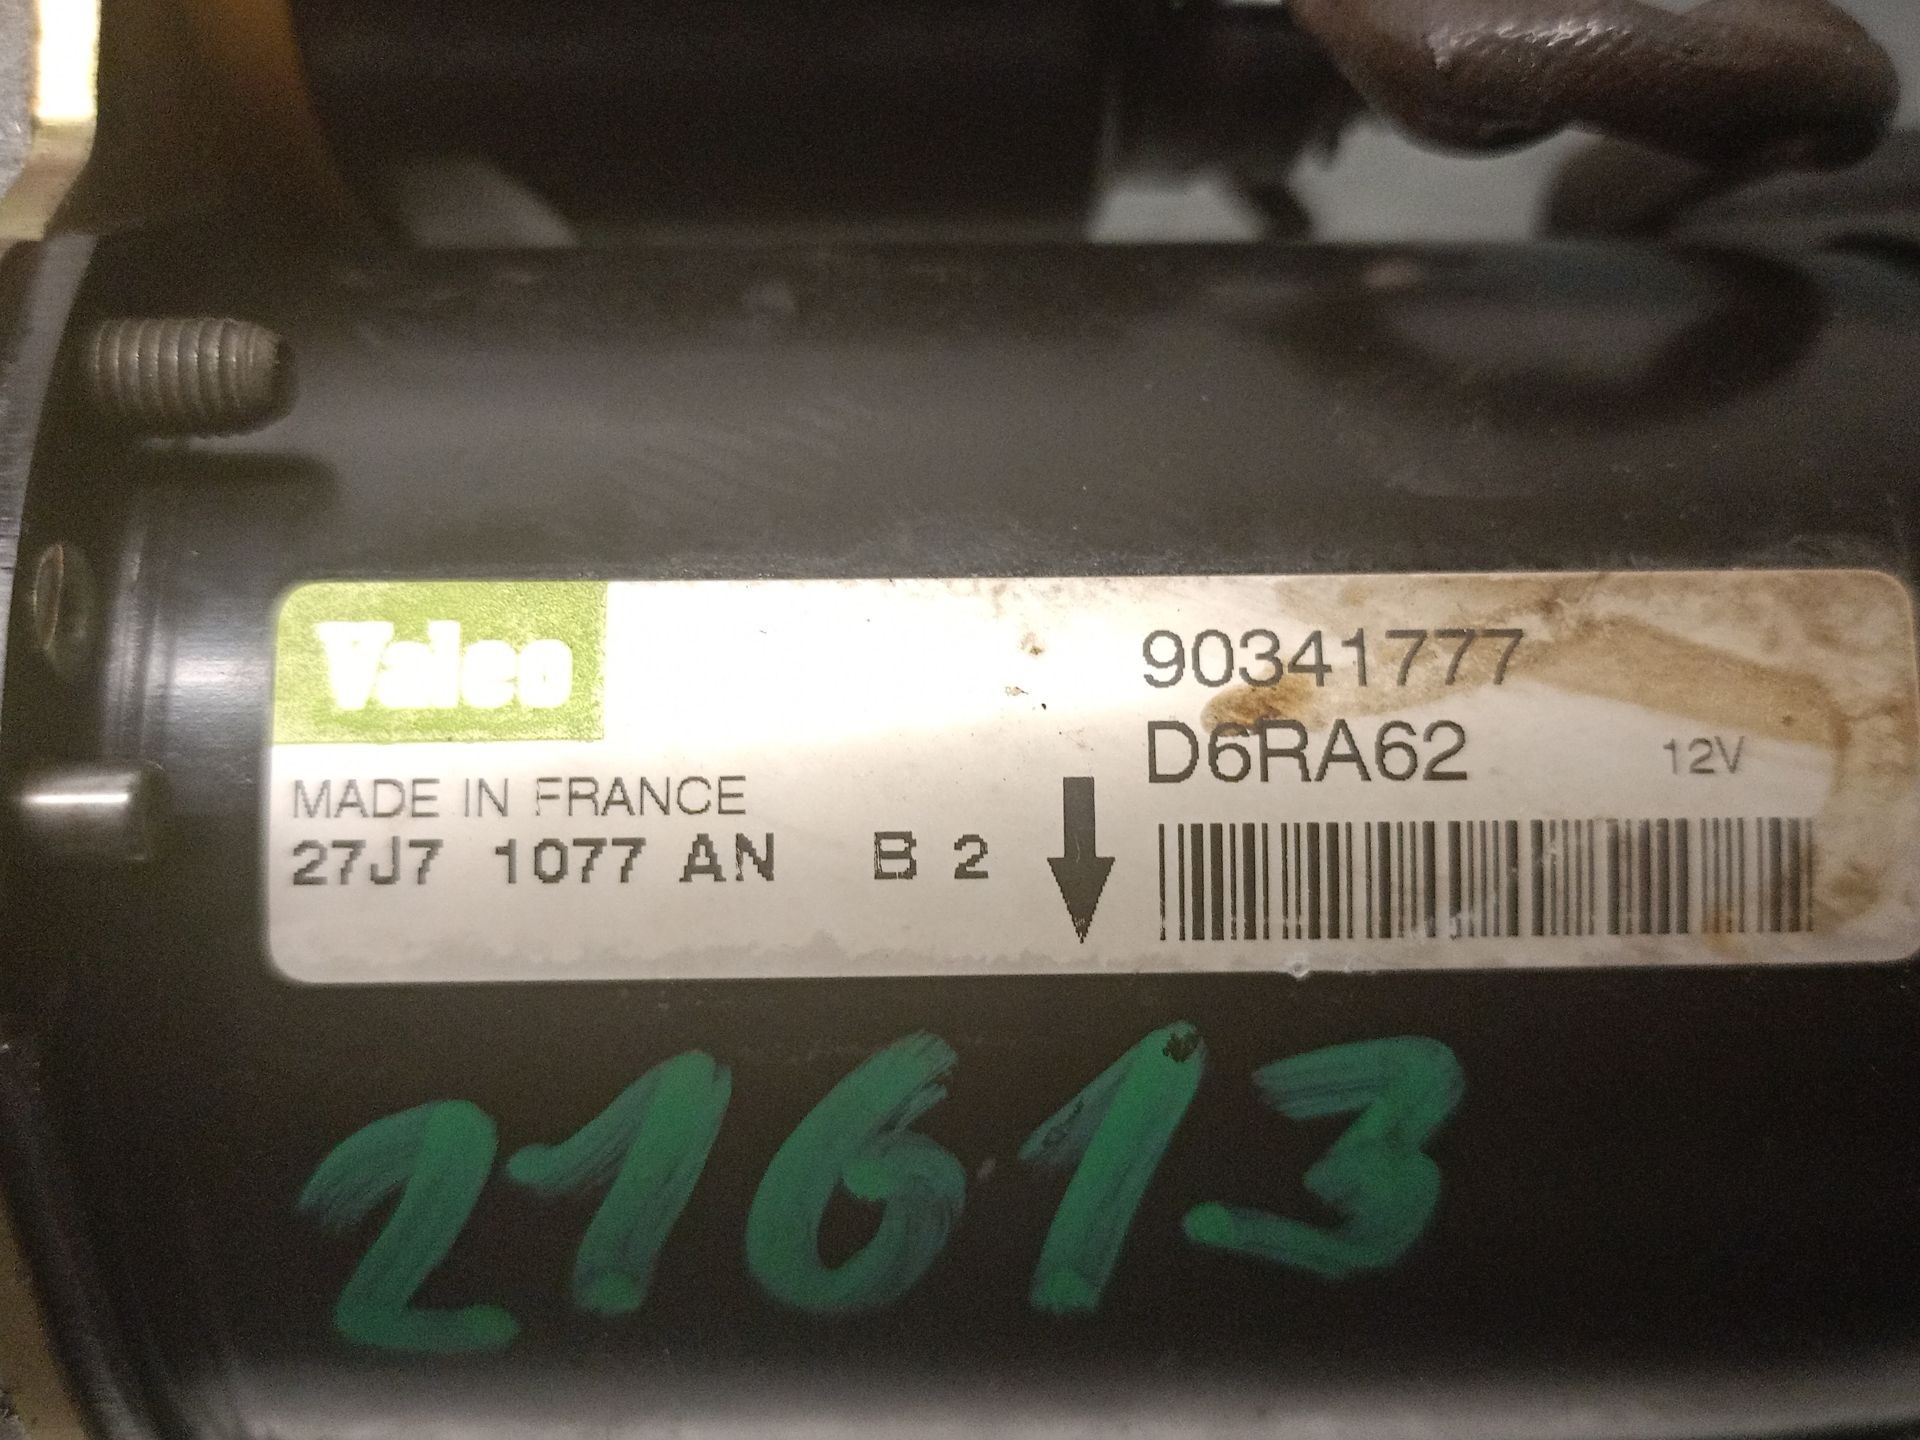 Valeo
90341777
D6RA62 12V
MADE IN FRANCE
27J7 1077 AN B 2
21613